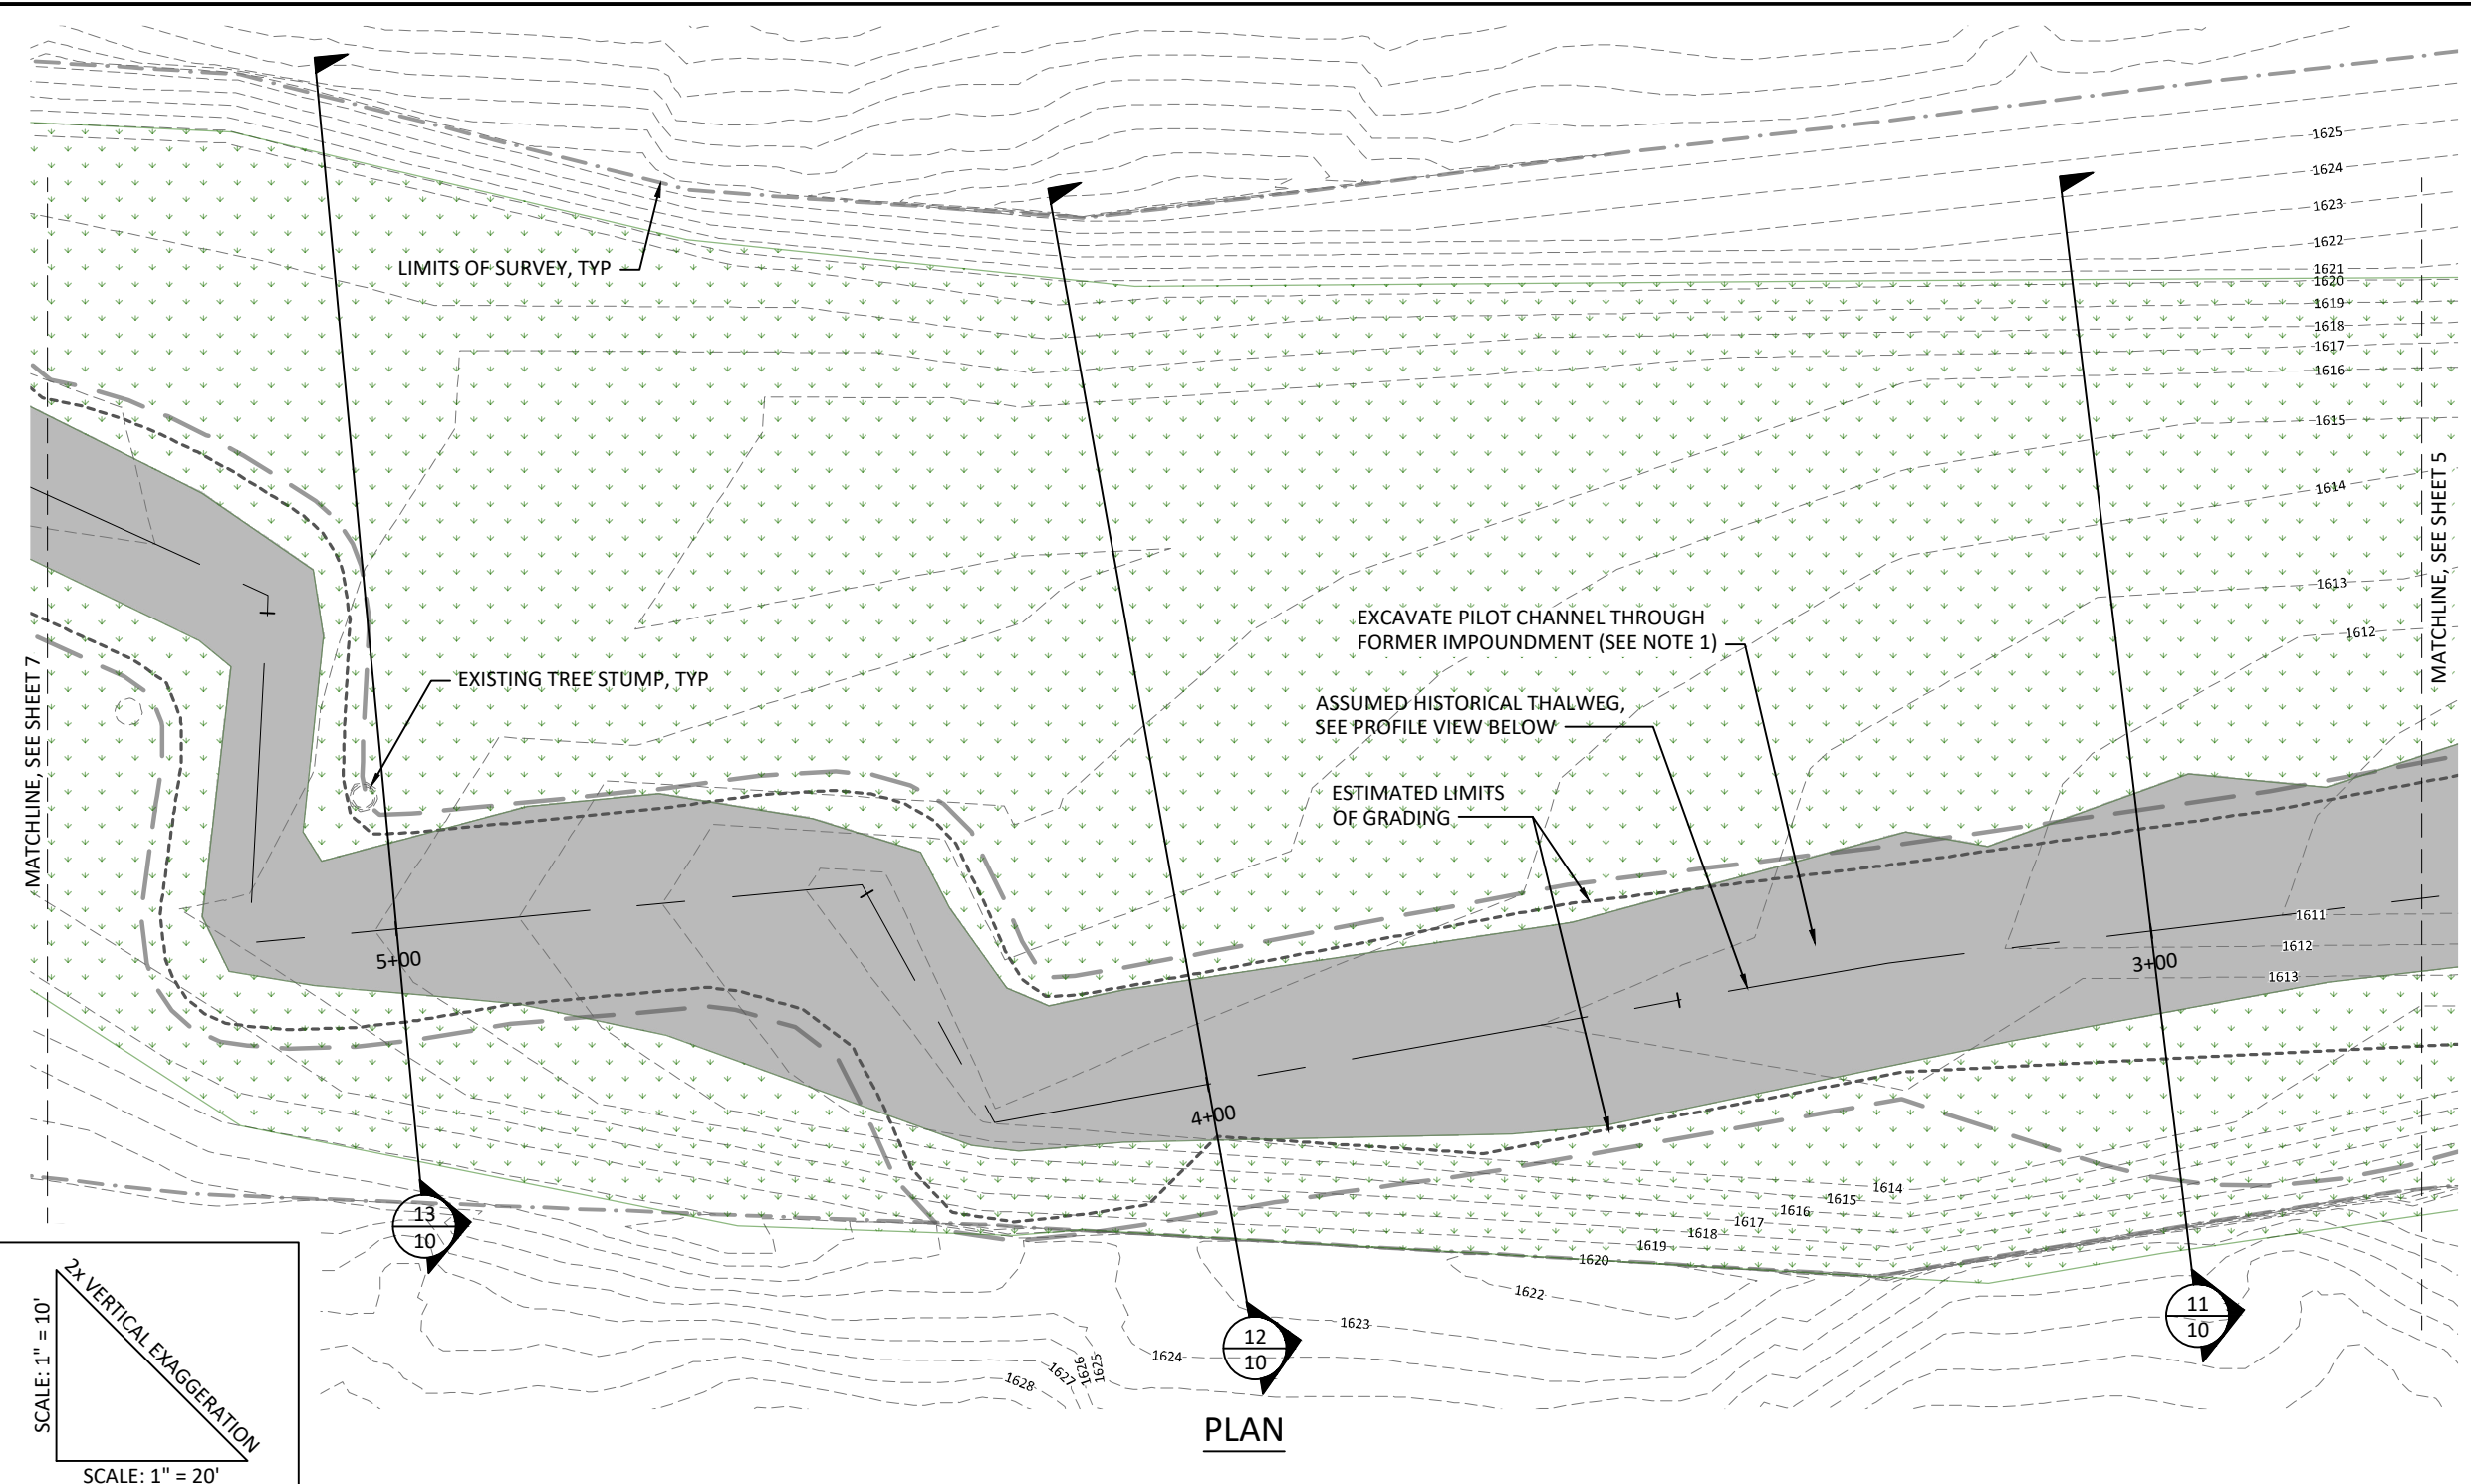 1625
1624
1623
1622
1621
1620
1619
1618
1617
1616
1615
1614
1613
1612
LIMITS OF SURVEY, TYP
EXISTING TREE STUMP, TYP
EXCAVATE PILOT CHANNEL THROUGH
FORMER IMPOUNDMENT (SEE NOTE 1)
ASSUMED HISTORICAL THALWEG,
SEE PROFILE VIEW BELOW
ESTIMATED LIMITS
OF GRADING
MATCHLINE, SEE SHEET 7
MATCHLINE, SEE SHEET 5
1611
1612
1613
5+00
4+00
3+00
1614
1615
1616
1617
1618
1619
1620
1622
1623
1624
1625
1626
1627
1628
13
10
12
10
11
10
2x VERTICAL EXAGGERATION
SCALE: 1" = 10'
SCALE: 1" = 20'
PLAN